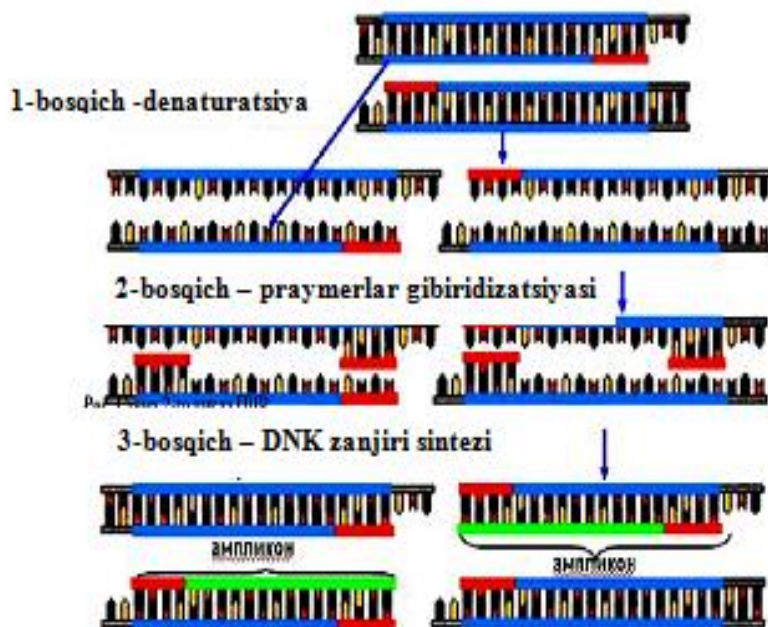 1-bosqich -denaturatsiya
2-bosqich – praymerlar gibiridizatsiyasi
3-bosqich – DNK zanjiri sintezi
ампликон
ампликон